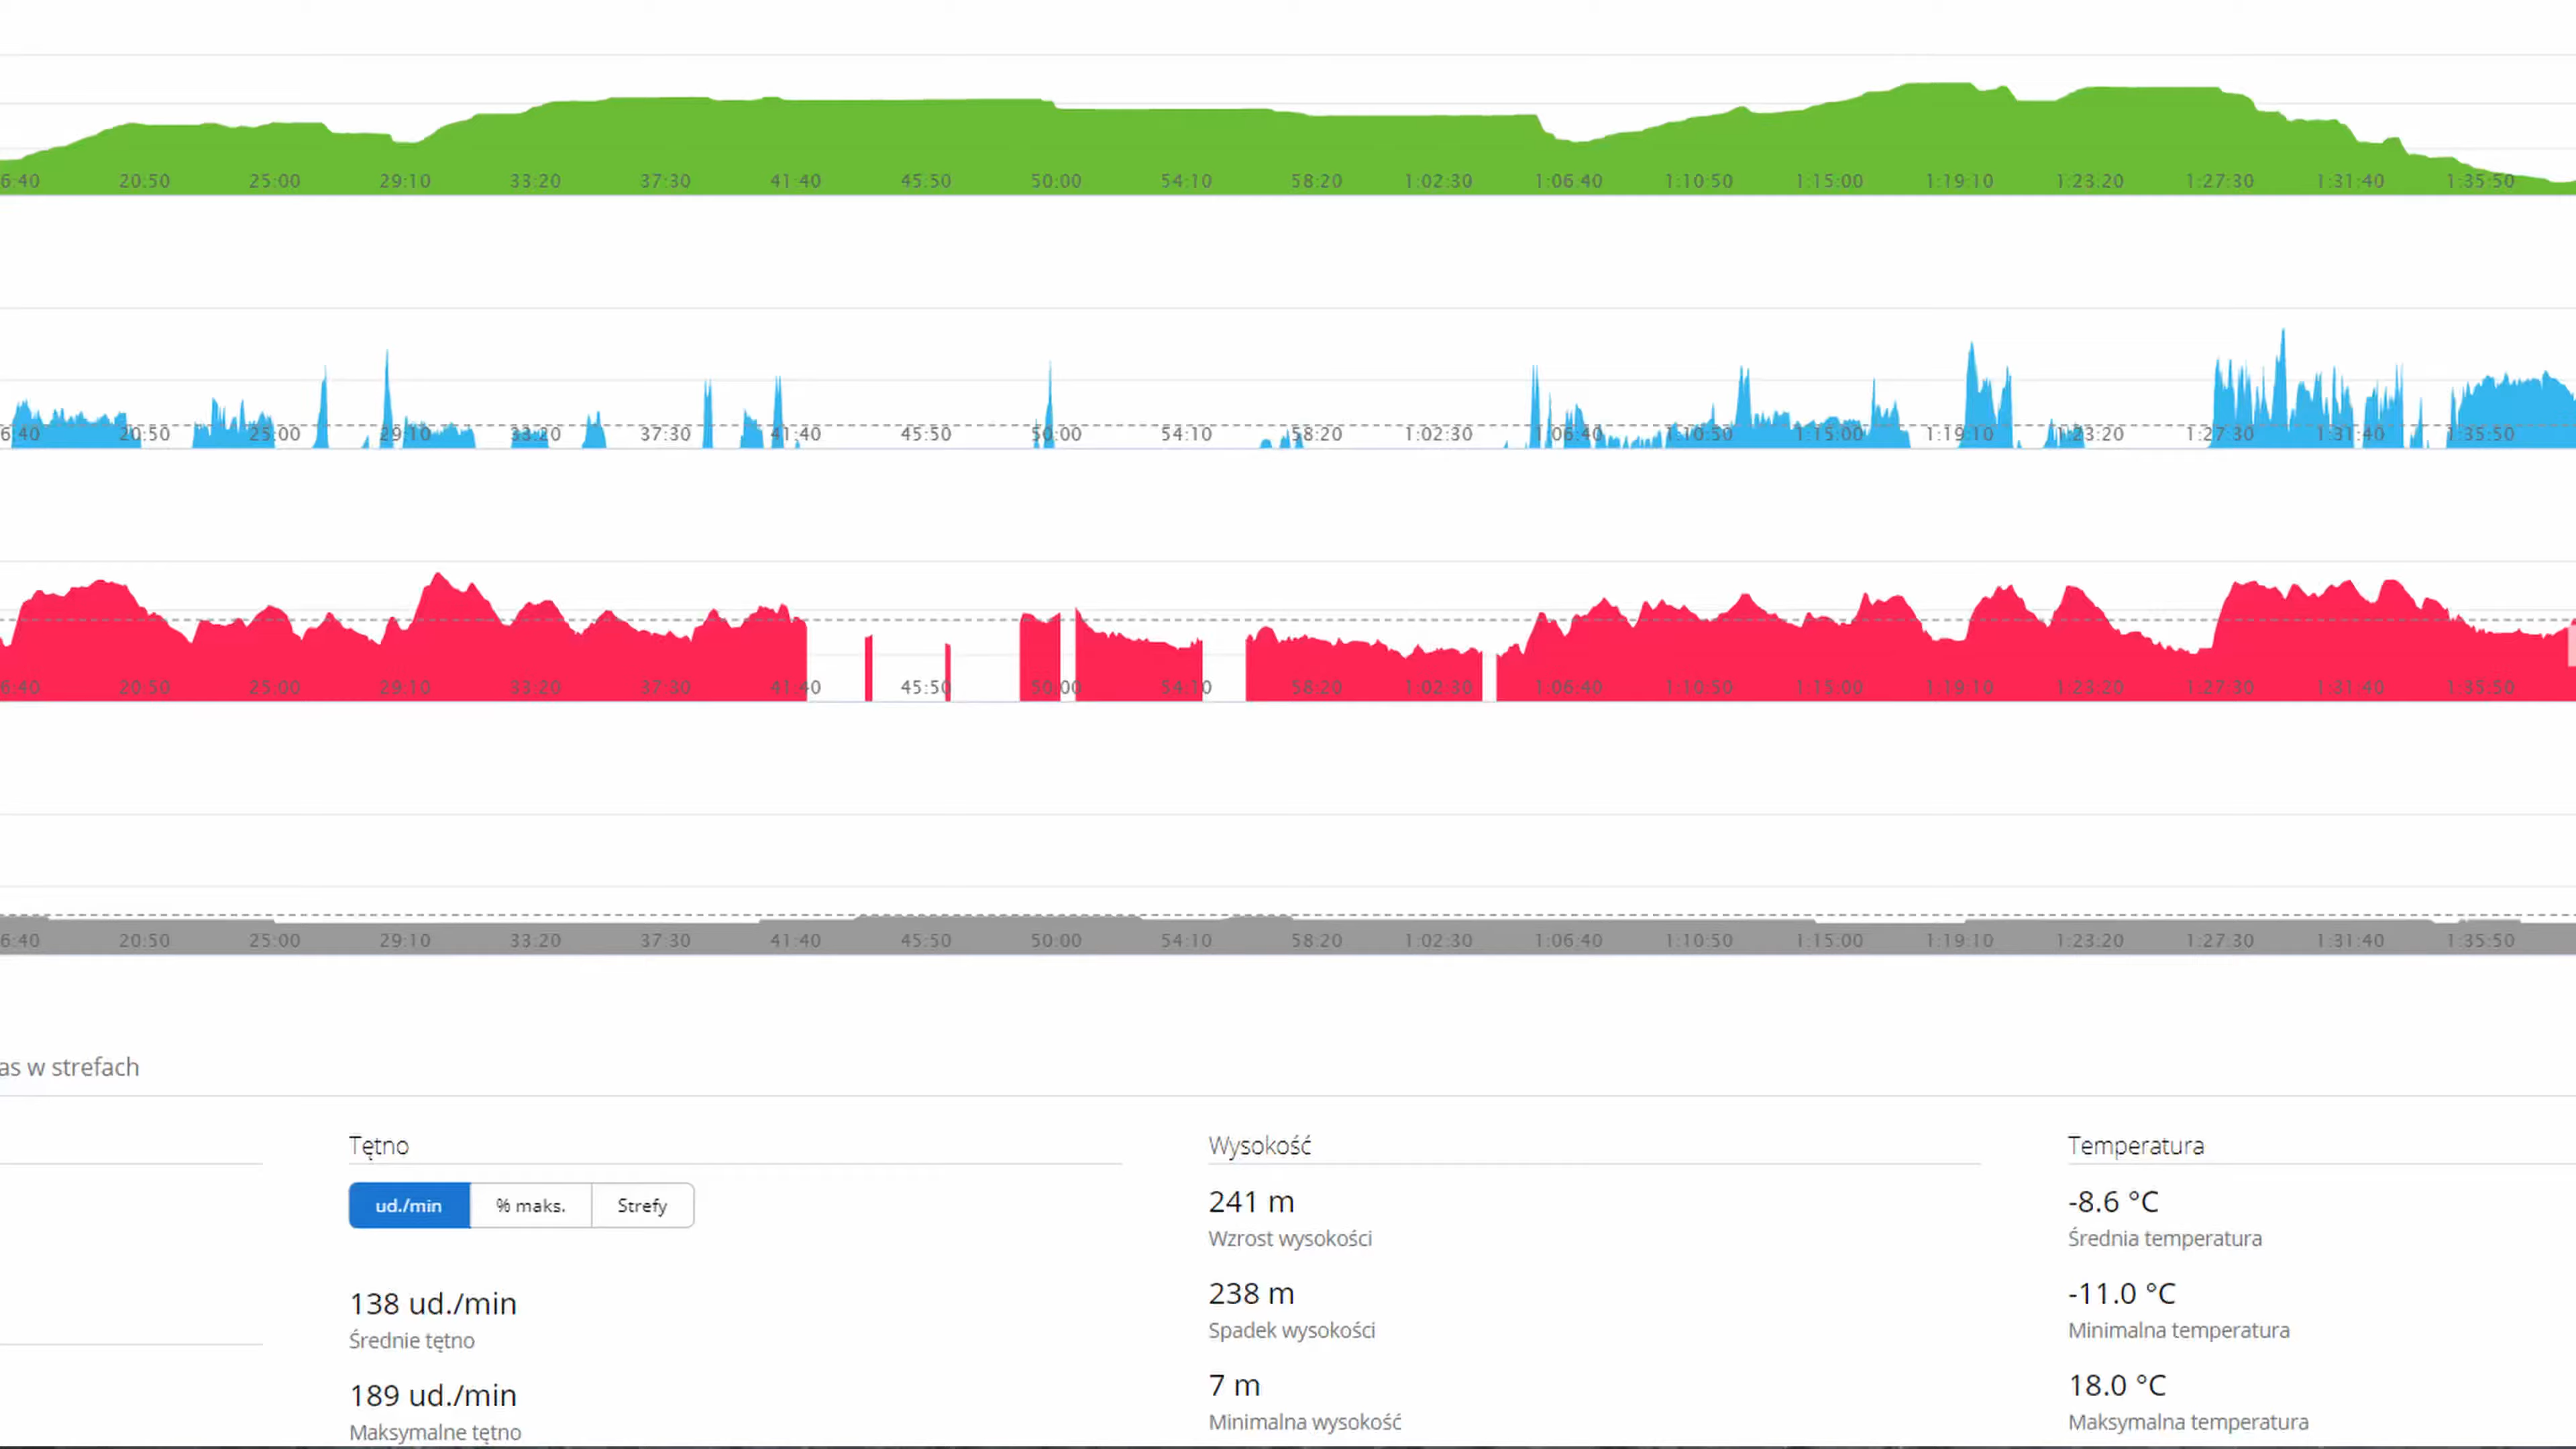 6:40 20:50 25:00 29:10 33:20 37:30 41:40 45:50 50:00 54:10 58:20 1:02:30 1:06:40 1:10:50 1:15:00 1:19:10 1:23:20 1:27:30 1:31:40 1:35:50
6:40 20:50 25:00 29:10 33:20 37:30 41:40 45:50 50:00 54:10 58:20 1:02:30 1:06:40 1:10:50 1:15:00 1:19:10 1:23:20 1:27:30 1:31:40 1:35:50
6:40 20:50 25:00 29:10 33:20 37:30 41:40 45:50 50:00 54:10 58:20 1:02:30 1:06:40 1:10:50 1:15:00 1:19:10 1:23:20 1:27:30 1:31:40 1:35:50
6:40 20:50 25:00 29:10 33:20 37:30 41:40 45:50 50:00 54:10 58:20 1:02:30 1:06:40 1:10:50 1:15:00 1:19:10 1:23:20 1:27:30 1:31:40 1:35:50
as w strefach
Tętno
ud./min % maks. Strefy
138 ud./min
Średnie tętno
189 ud./min
Maksymalne tętno
Wysokość
241 m
Wzrost wysokości
238 m
Spadek wysokości
7 m
Minimalna wysokość
Temperatura
-8.6 °C
Średnia temperatura
-11.0 °C
Minimalna temperatura
18.0 °C
Maksymalna temperatura